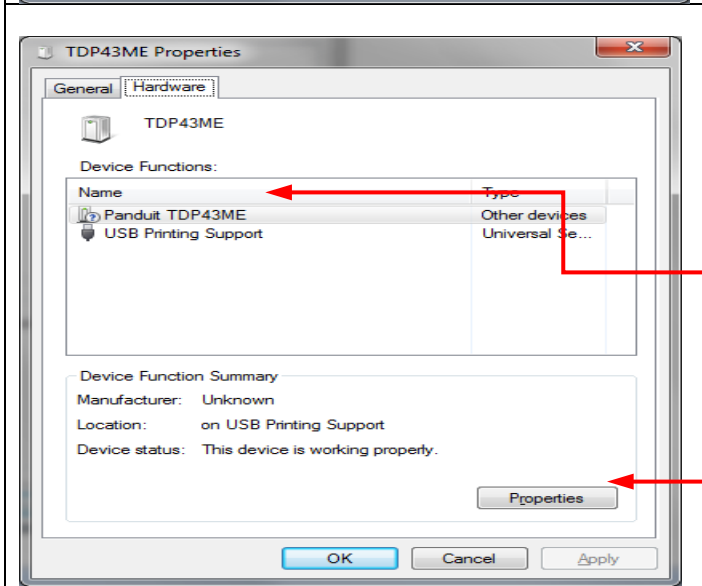 TDP43ME Properties
General Hardware
TDP43ME
Device Functions:
Name Type
Panduit TDP43ME Other devices
USB Printing Support Universal Se...
Device Function Summary
Manufacturer: Unknown
Location: on USB Printing Support
Device status: This device is working properly.
Properties
OK Cancel Apply